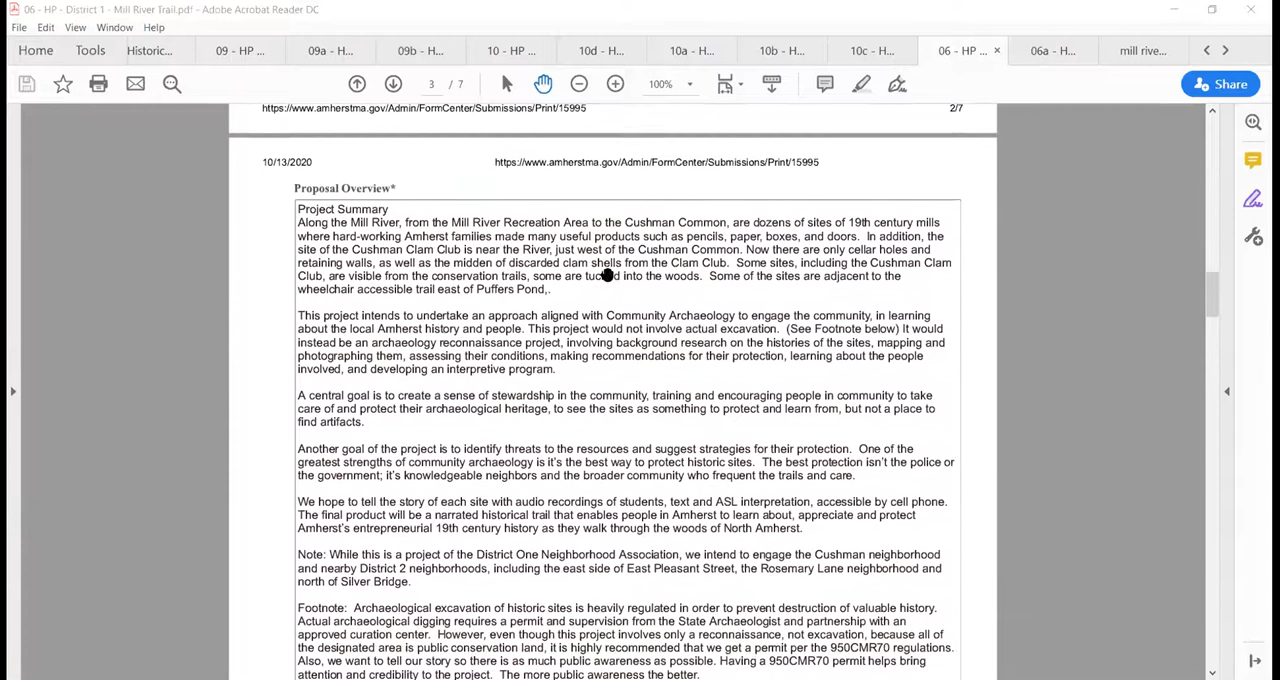 06 - HP - District 1 - Mill River Trail.pdf - Adobe Acrobat Reader DC
File Edit View Window Help
Home Tools Historic... 09 - HP ... 09a - H... 09b - H... 10 - HP ... 10d - H... 10a - H... 10b - H... 10c - H... 06 - HP ... × 06a - H... mill rive...
3 / 7 100% Share
https://www.amherstma.gov/Admin/FormCenter/Submissions/Print/15995 2/7
10/13/2020 https://www.amherstma.gov/Admin/FormCenter/Submissions/Print/15995
Proposal Overview*
Project Summary
Along the Mill River, from the Mill River Recreation Area to the Cushman Common, are dozens of sites of 19th century mills
where hard-working Amherst families made many useful products such as pencils, paper, boxes, and doors. In addition, the
site of the Cushman Clam Club is near the River, just west of the Cushman Common. Now there are only cellar holes and
retaining walls, as well as the midden of discarded clam shells from the Clam Club. Some sites, including the Cushman Clam
Club, are visible from the conservation trails, some are tucked into the woods. Some of the sites are adjacent to the
wheelchair accessible trail east of Puffers Pond,.
This project intends to undertake an approach aligned with Community Archaeology to engage the community, in learning
about the local Amherst history and people. This project would not involve actual excavation. (See Footnote below) It would
instead be an archaeology reconnaissance project, involving background research on the histories of the sites, mapping and
photographing them, assessing their conditions, making recommendations for their protection, learning about the people
involved, and developing an interpretive program.
A central goal is to create a sense of stewardship in the community, training and encouraging people in community to take
care of and protect their archaeological heritage, to see the sites as something to protect and learn from, but not a place to
find artifacts.
Another goal of the project is to identify threats to the resources and suggest strategies for their protection. One of the
greatest strengths of community archaeology is it's the best way to protect historic sites. The best protection isn't the police or
the government; it's knowledgeable neighbors and the broader community who frequent the trails and care.
We hope to tell the story of each site with audio recordings of students, text and ASL interpretation, accessible by cell phone.
The final product will be a narrated historical trail that enables people in Amherst to learn about, appreciate and protect
Amherst's entrepreneurial 19th century history as they walk through the woods of North Amherst.
Note: While this is a project of the District One Neighborhood Association, we intend to engage the Cushman neighborhood
and nearby District 2 neighborhoods, including the east side of East Pleasant Street, the Rosemary Lane neighborhood and
north of Silver Bridge.
Footnote: Archaeological excavation of historic sites is heavily regulated in order to prevent destruction of valuable history.
Actual archaeological digging requires a permit and supervision from the State Archaeologist and partnership with an
approved curation center. However, even though this project involves only a reconnaissance, not excavation, because all of
the designated area is public conservation land, it is highly recommended that we get a permit per the 950CMR70 regulations.
Also, we want to tell our story so there is as much public awareness as possible. Having a 950CMR70 permit helps bring
attention and credibility to the project. The more public awareness the better.